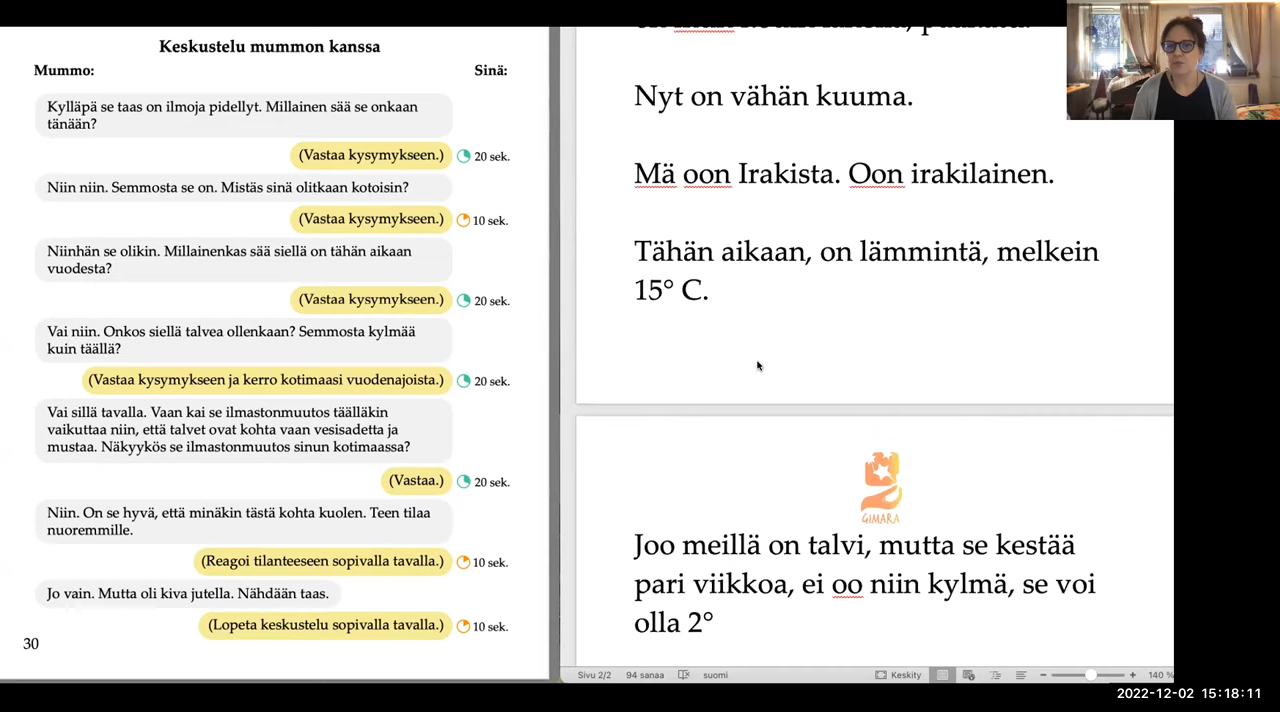 Keskustelu mummon kanssa
Mummo:
Sinä:
Kylläpä se taas on ilmoja pidellyt. Millainen sää se onkaan
tänään?
(Vastaa kysymykseen.) 20 sek.
Niin niin. Semmosta se on. Mistäs sinä olitkaan kotoisin?
(Vastaa kysymykseen.) 10 sek.
Niinhän se olikin. Millainenkas sää siellä on tähän aikaan
vuodesta?
(Vastaa kysymykseen.) 20 sek.
Vai niin. Onkos siellä talvea ollenkaan? Semmosta kylmää
kuin täällä?
(Vastaa kysymykseen ja kerro kotimaasi vuodenajoista.) 20 sek.
Vai sillä tavalla. Vaan kai se ilmastonmuutos täälläkin
vaikuttaa niin, että talvet ovat kohta vaan vesisadetta ja
mustaa. Näkyykös se ilmastonmuutos sinun kotimaassa?
(Vastaa.) 20 sek.
Niin. On se hyvä, että minäkin tästä kohta kuolen. Teen tilaa
nuoremmille.
(Reagoi tilanteeseen sopivalla tavalla.) 10 sek.
Jo vain. Mutta oli kiva jutella. Nähdään taas.
(Lopeta keskustelu sopivalla tavalla.) 10 sek.
30
Nyt on vähän kuuma.
Mä oon Irakista. Oon irakilainen.
Tähän aikaan, on lämmintä, melkein
15° C.
GIMARA
Joo meillä on talvi, mutta se kestää
pari viikkoa, ei oo niin kylmä, se voi
olla 2°
Sivu 2/2 94 sanaa suomi Keskity 140 %
2022-12-02 15:18:11